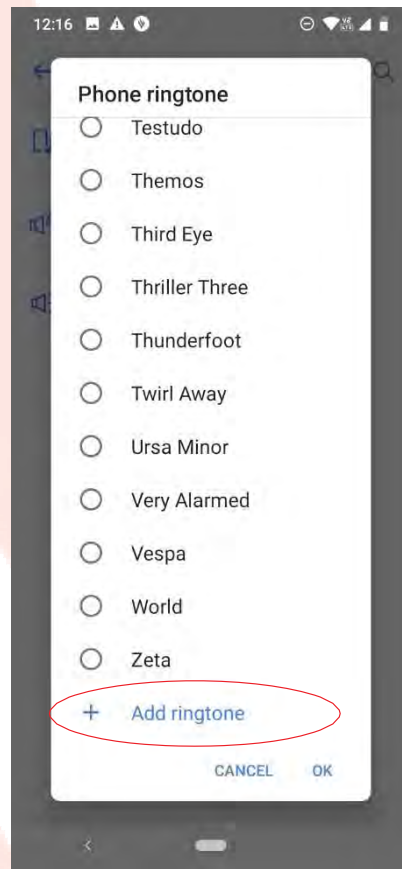 12:16
Phone ringtone
Testudo
Themos
Third Eye
Thriller Three
Thunderfoot
Twirl Away
Ursa Minor
Very Alarmed
Vespa
World
Zeta
+ Add ringtone
CANCEL OK